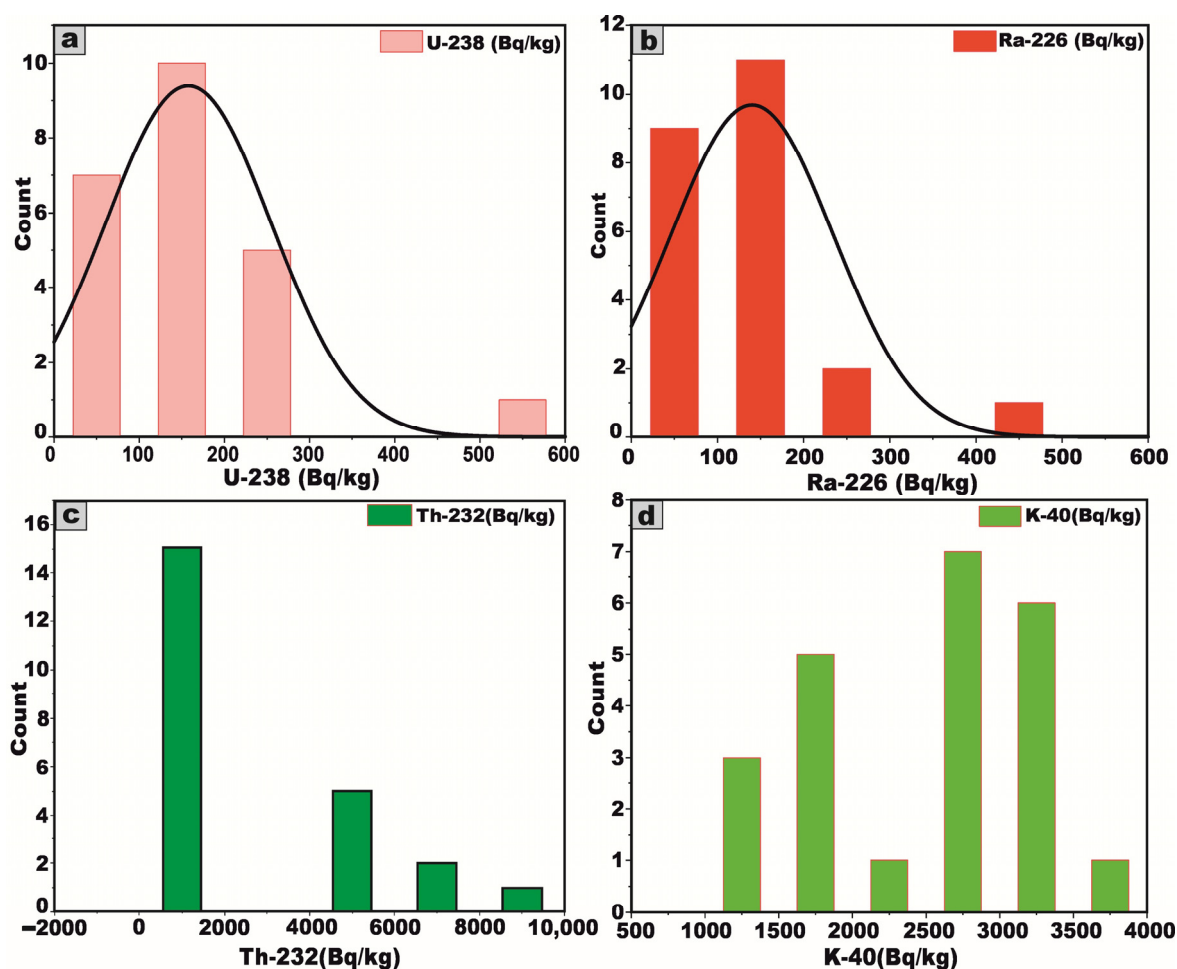 a
U-238 (Bq/kg)
10
8
6
4
2
0
Count
0 100 200 300 400 500 600
U-238 (Bq/kg)
b
Ra-226 (Bq/kg)
12
10
8
6
4
2
0
Count
0 100 200 300 400 500 600
Ra-226 (Bq/kg)
c
Th-232(Bq/kg)
16
14
12
10
8
6
4
2
0
Count
−2000 0 2000 4000 6000 8000 10,000
Th-232(Bq/kg)
d
K-40(Bq/kg)
8
7
6
5
4
3
2
1
0
Count
500 1000 1500 2000 2500 3000 3500 4000
K-40(Bq/kg)